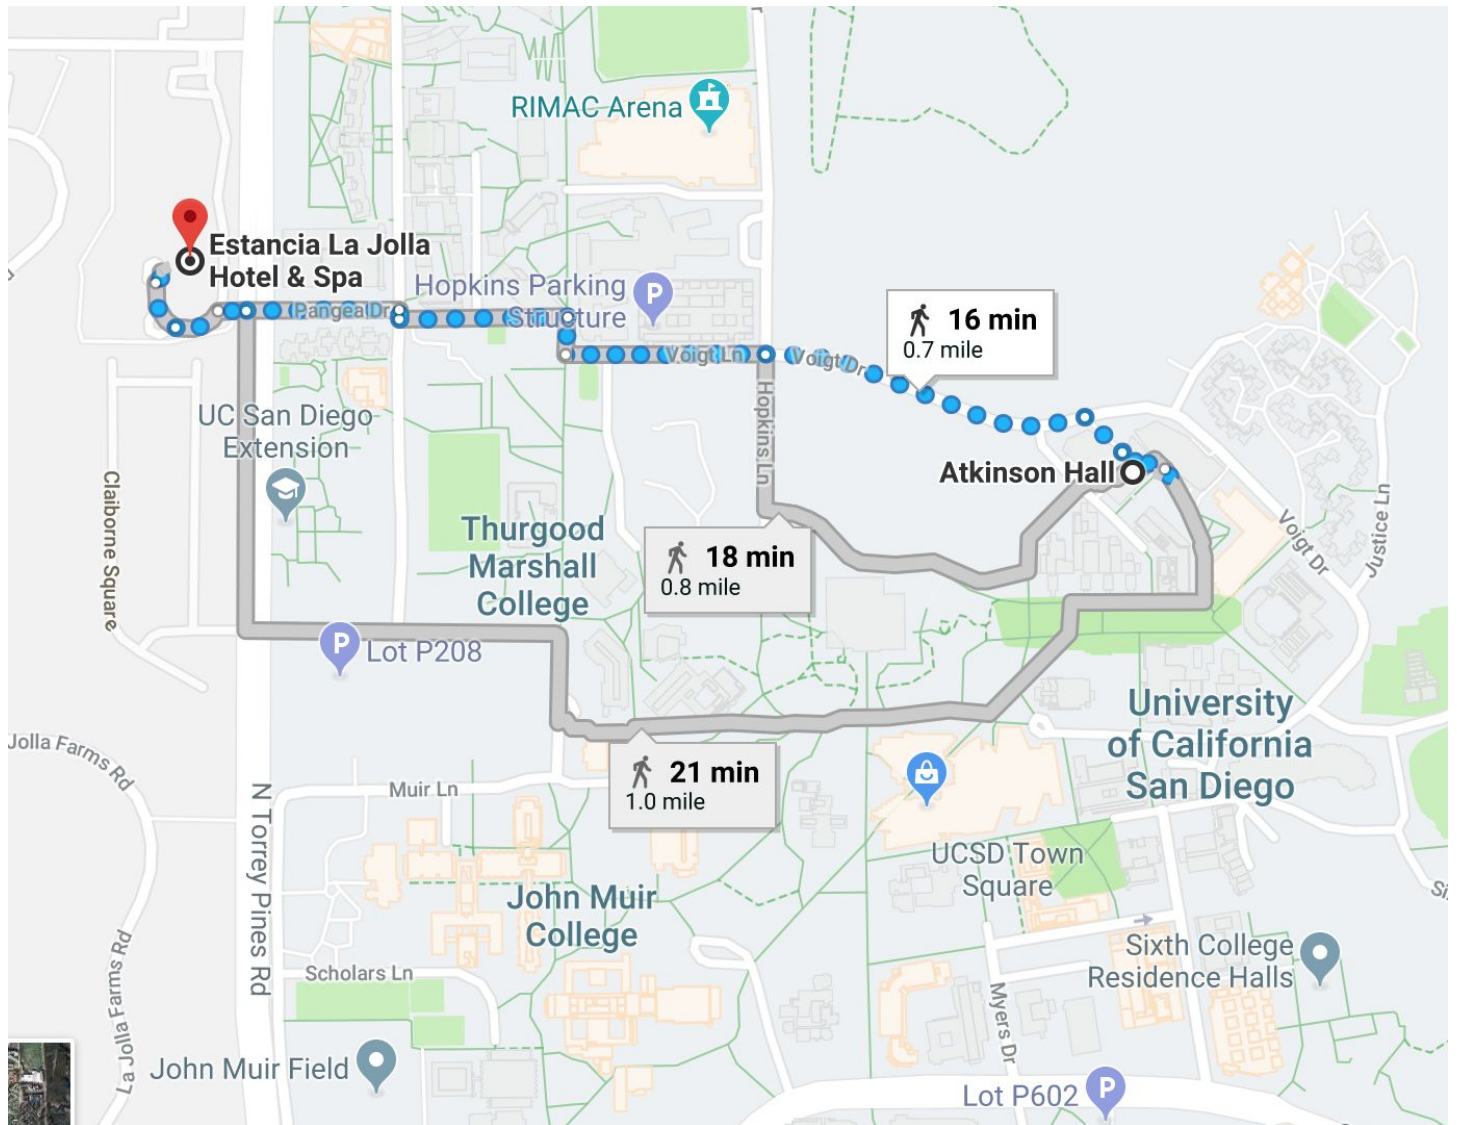 RIMAC Arena
Estancia La Jolla
Hotel & Spa
Hopkins Parking
Structure
Pangea Dr
16 min
0.7 mile
Voigt Ln
Voigt Dr
Hopkins Ln
UC San Diego
Extension
Atkinson Hall
Claiborne Square
Thurgood
Marshall
College
18 min
0.8 mile
Voigt Dr
Justice Ln
Lot P208
University
of California
San Diego
Jolla Farms Rd
21 min
1.0 mile
Muir Ln
N Torrey Pines Rd
UCSD Town
Square
John Muir
College
Sixth College
Residence Halls
Scholars Ln
La Jolla Farms Rd
Myers Dr
John Muir Field
Lot P602